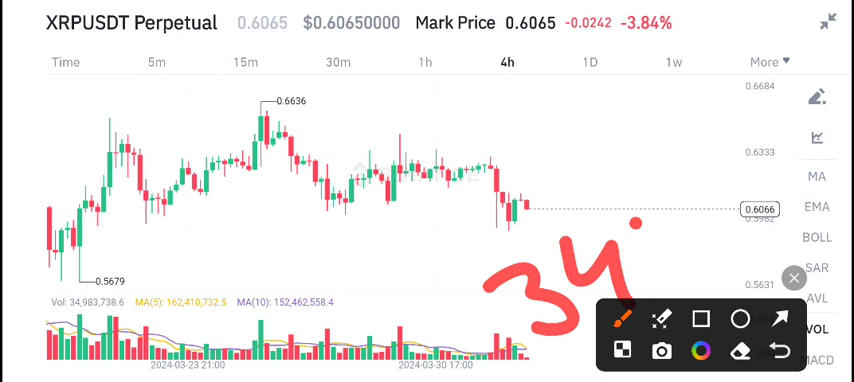 XRPUSDT Perpetual 0.6065 $0.60650000 Mark Price 0.6065 -0.0242 -3.84%
Time 5m 15m 30m 1h 4h 1D 1w More
0.6684
0.6636
0.6333
MA
EMA
0.6066
BOLL
0.5679
0.5631
SAR
AVL
Vol: 34,983,738.6 MA(5): 162,410,732.5 MA(10): 152,462,558.4
VOL
MACD
2024-03-23 21:00 2024-03-30 17:00